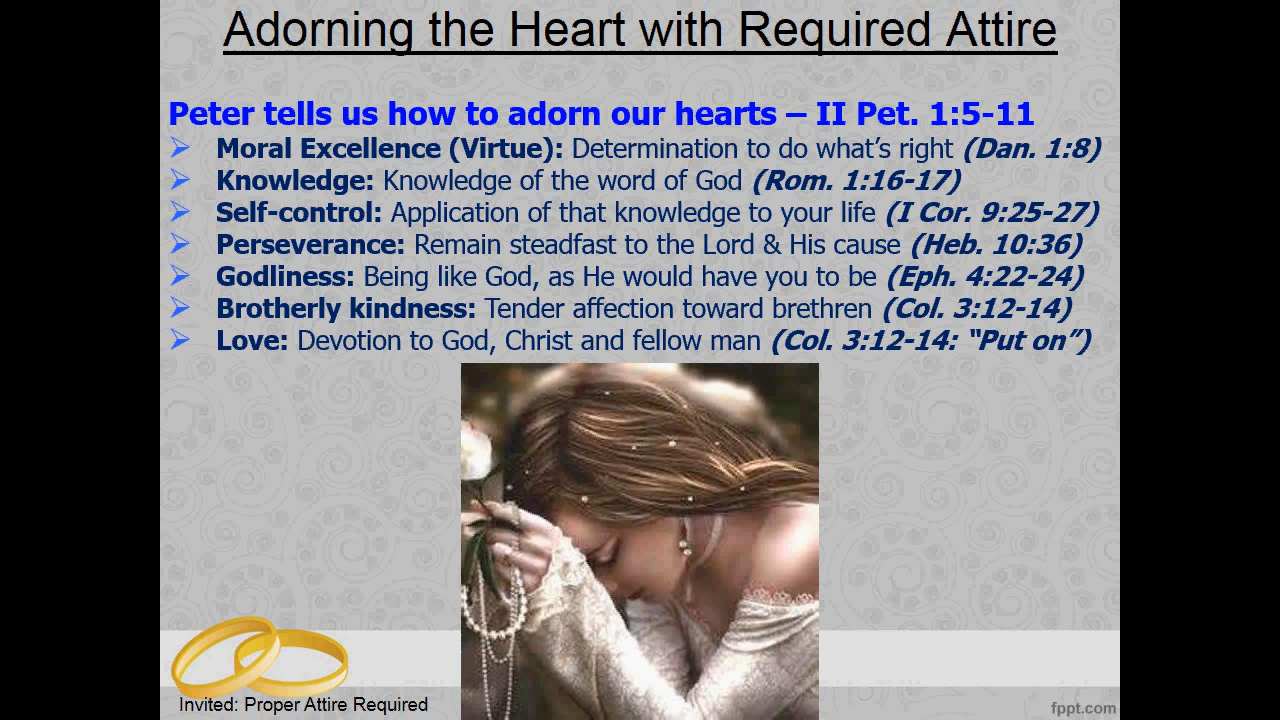 Adorning the Heart with Required Attire
Peter tells us how to adorn our hearts – II Pet. 1:5-11
Moral Excellence (Virtue): Determination to do what’s right (Dan. 1:8)
Knowledge: Knowledge of the word of God (Rom. 1:16-17)
Self-control: Application of that knowledge to your life (I Cor. 9:25-27)
Perseverance: Remain steadfast to the Lord & His cause (Heb. 10:36)
Godliness: Being like God, as He would have you to be (Eph. 4:22-24)
Brotherly kindness: Tender affection toward brethren (Col. 3:12-14)
Love: Devotion to God, Christ and fellow man (Col. 3:12-14: “Put on”)
Invited: Proper Attire Required
fppt.com